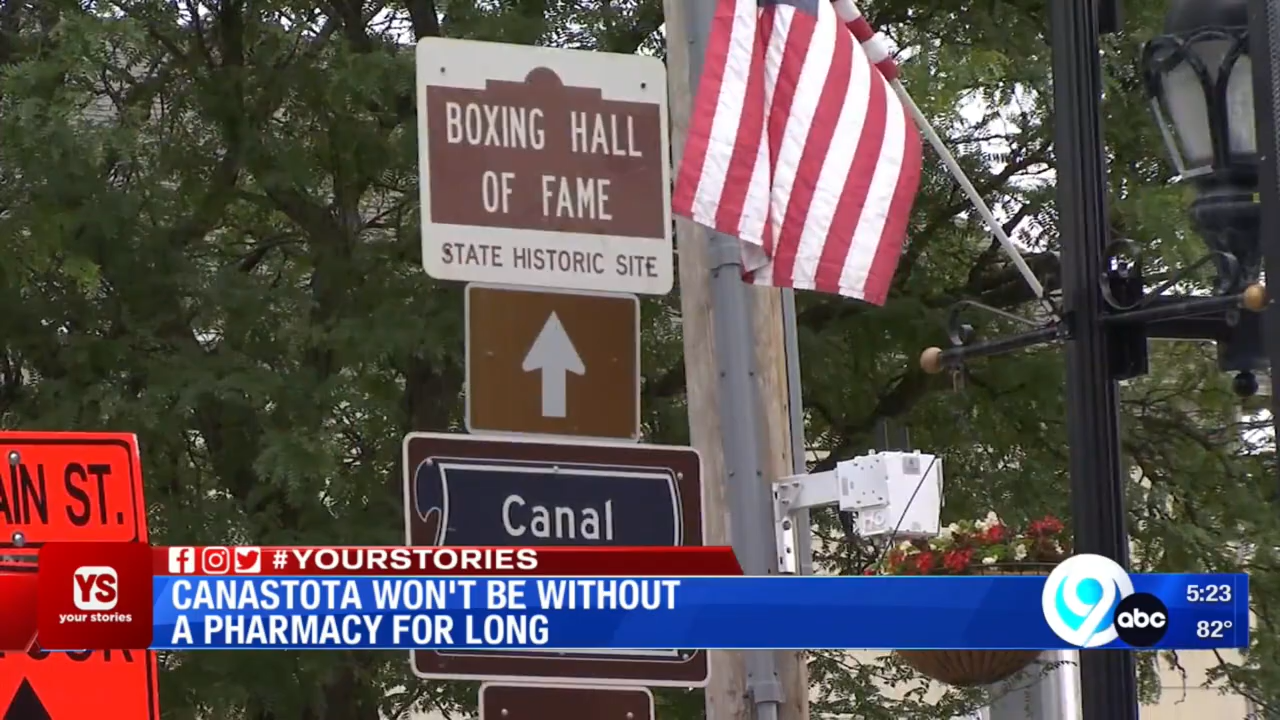 BOXING HALL
OF FAME
STATE HISTORIC SITE
Canal
ST.
#YOURSTORIES
YS
your stories
CANASTOTA WON'T BE WITHOUT
A PHARMACY FOR LONG
9
abc
5:23
82°